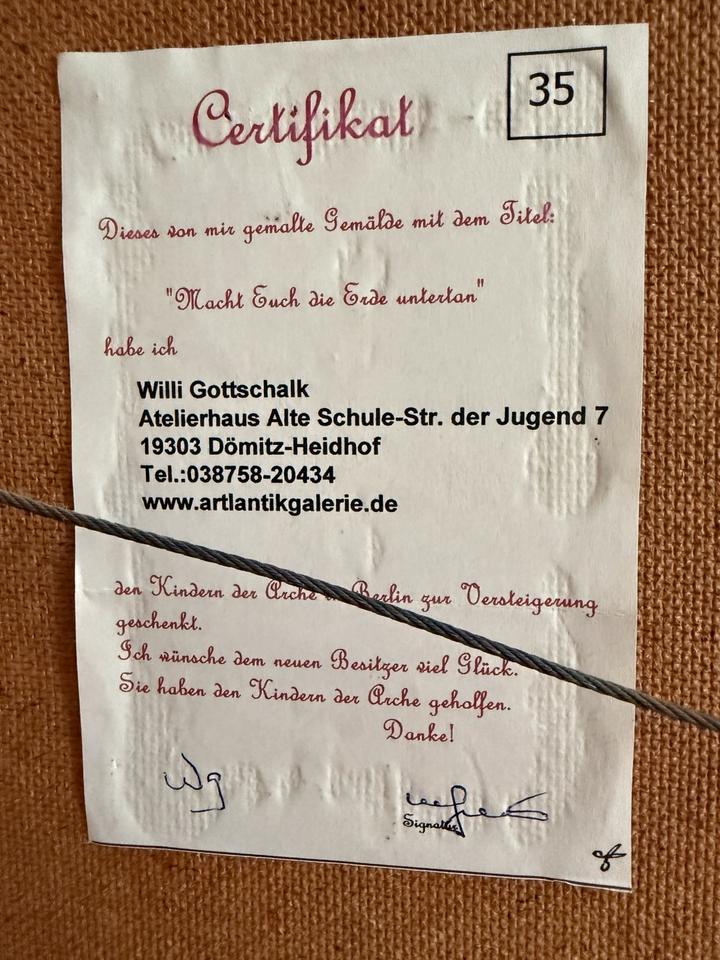 Certifikat
35
Dieses von mir gemalte Gemälde mit dem Titel:
"Macht Euch die Erde untertan"
habe ich
Willi Gottschalk
Atelierhaus Alte Schule-Str. der Jugend 7
19303 Dömitz-Heidhof
Tel.:038758-20434
www.artlantikgalerie.de
den Kindern der Arche in Berlin zur Versteigerung
geschenkt.
Ich wünsche dem neuen Besitzer viel Glück.
Sie haben den Kindern der Arche geholfen.
Danke!
Wg
Signatur